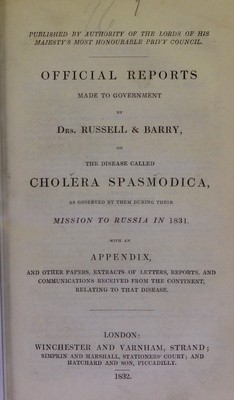 PUBLISHED BY AUTHORITY OF THE LORDS OF HIS
MAJESTY'S MOST HONOURABLE PRIVY COUNCIL.
OFFICIAL REPORTS
MADE TO GOVERNMENT
BY
DRS. RUSSELL & BARRY,
ON
THE DISEASE CALLED
CHOLERA SPASMODICA,
AS OBSERVED BY THEM DURING THEIR
MISSION TO RUSSIA IN 1831.
WITH AN
APPENDIX,
AND OTHER PAPERS, EXTRACTS OF LETTERS, REPORTS, AND
COMMUNICATIONS RECEIVED FROM THE CONTINENT,
RELATING TO THAT DISEASE.
LONDON:
WINCHESTER AND VARNHAM, STRAND;
SIMPKIN AND MARSHALL, STATIONERS' COURT; AND
HATCHARD AND SON, PICCADILLY.
1832.